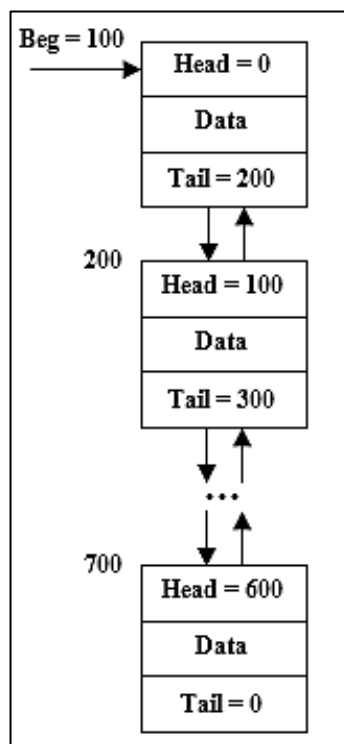 Beg = 100
Head = 0
Data
Tail = 200
200
Head = 100
Data
Tail = 300
...
700
Head = 600
Data
Tail = 0